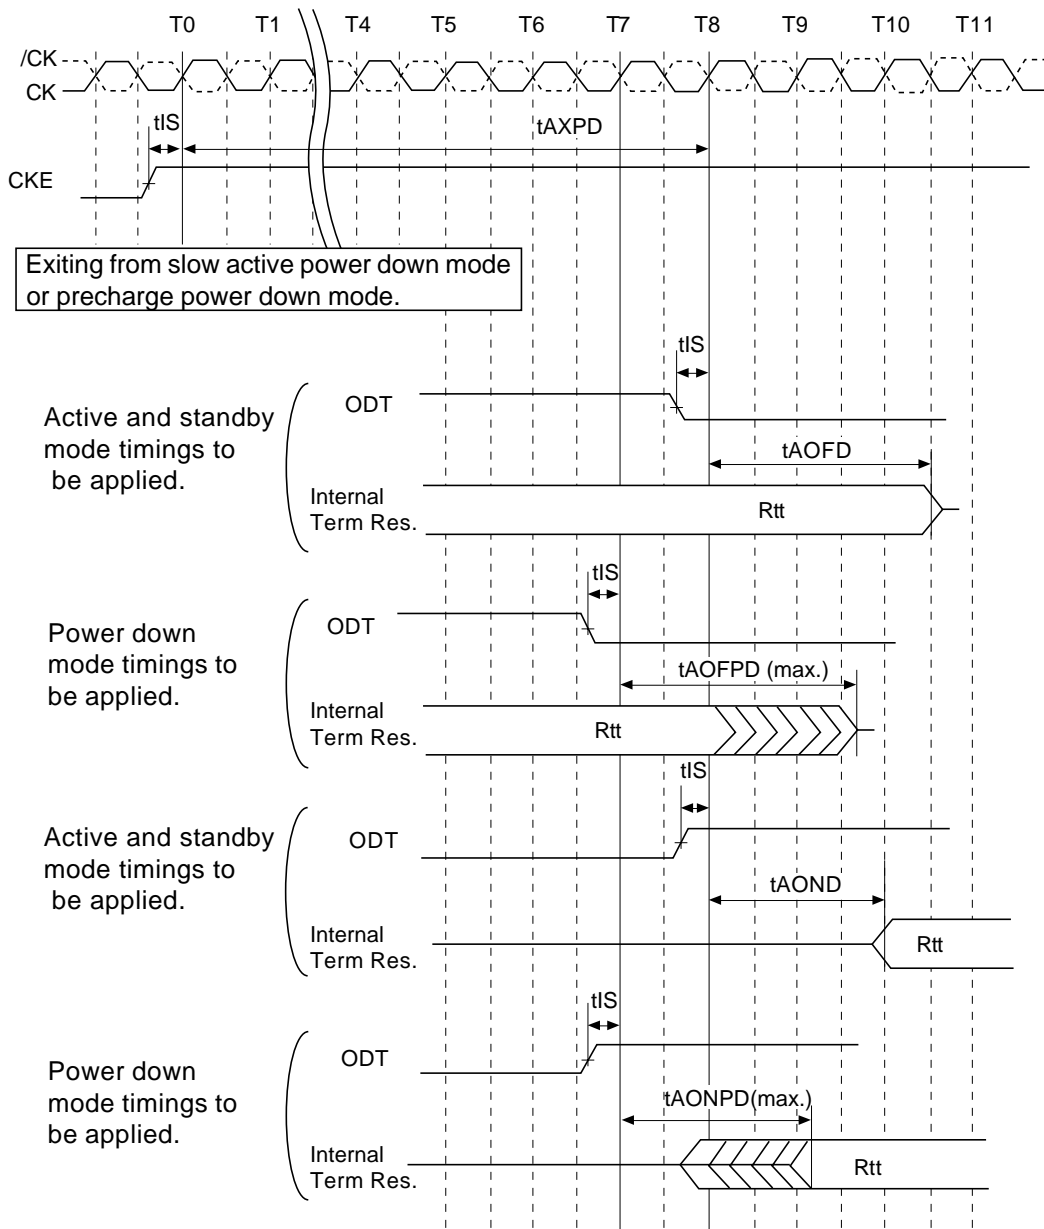 T0 T1 T4 T5 T6 T7 T8 T9 T10 T11
/CK
CK
tIS
tAXPD
CKE
Exiting from slow active power down mode
or precharge power down mode.
tIS
ODT
Active and standby
mode timings to
be applied.
tAOFD
Internal
Term Res.
Rtt
tIS
ODT
Power down
mode timings to
be applied.
tAOFPD (max.)
Internal
Term Res.
Rtt
tIS
ODT
Active and standby
mode timings to
be applied.
tAOND
Internal
Term Res.
Rtt
tIS
ODT
Power down
mode timings to
be applied.
tAONPD(max.)
Internal
Term Res.
Rtt